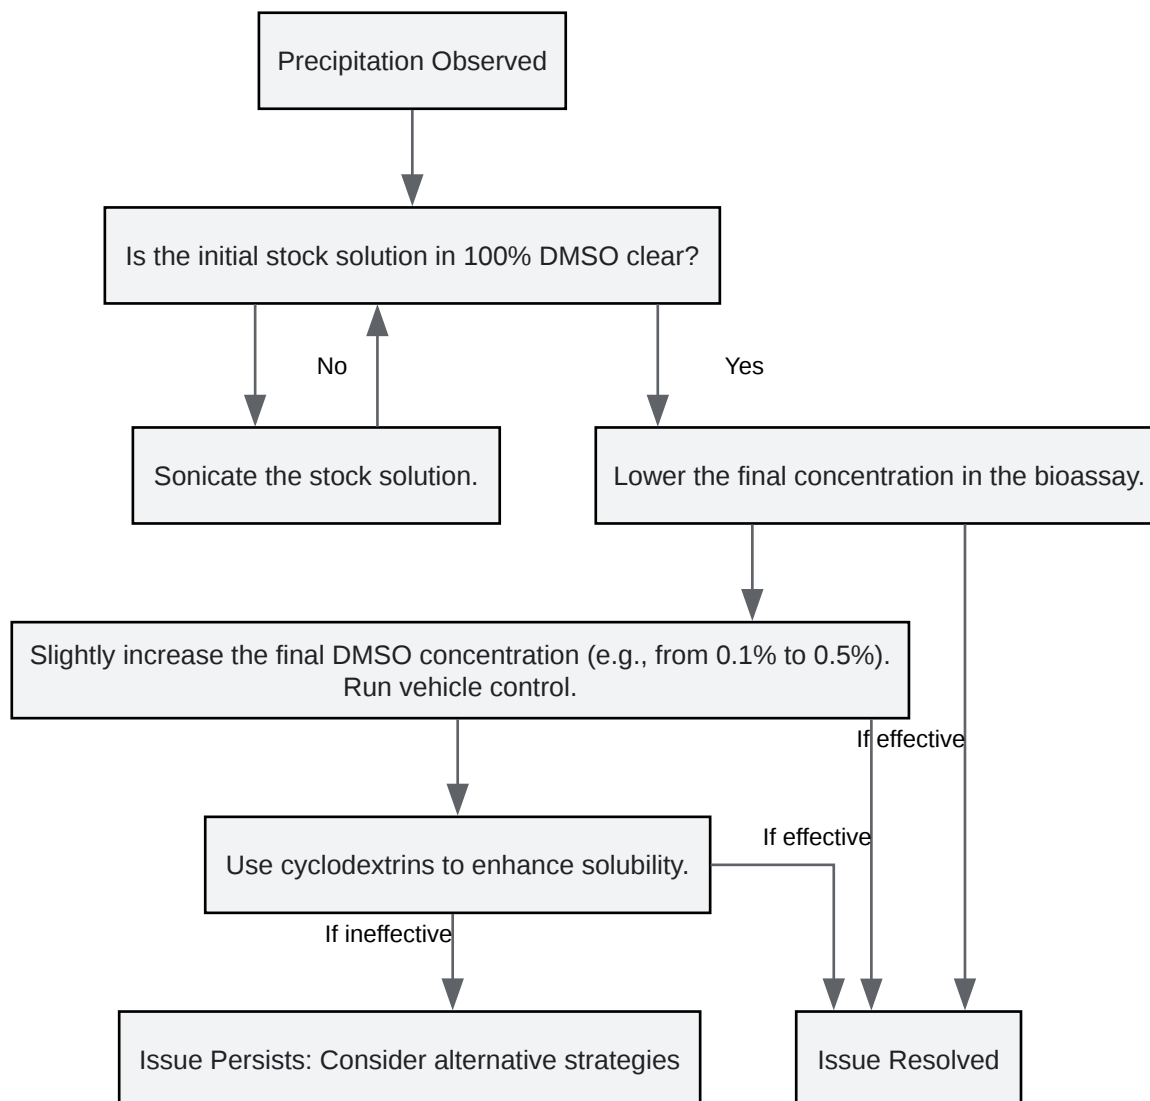 Precipitation Observed
Is the initial stock solution in 100% DMSO clear?
No
Yes
Sonicate the stock solution.
Lower the final concentration in the bioassay.
Slightly increase the final DMSO concentration (e.g., from 0.1% to 0.5%).
Run vehicle control.
If effective
If effective
Use cyclodextrins to enhance solubility.
If ineffective
Issue Persists: Consider alternative strategies
Issue Resolved